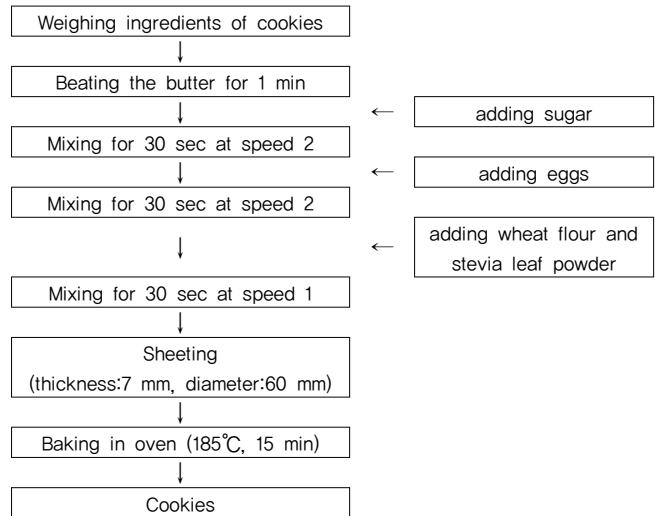 Weighing ingredients of cookies
↓
Beating the butter for 1 min
↓ ← adding sugar
Mixing for 30 sec at speed 2
↓ ← adding eggs
Mixing for 30 sec at speed 2
↓ ← adding wheat flour and
stevia leaf powder
Mixing for 30 sec at speed 1
↓
Sheeting
(thickness:7 mm, diameter:60 mm)
↓
Baking in oven (185℃, 15 min)
↓
Cookies